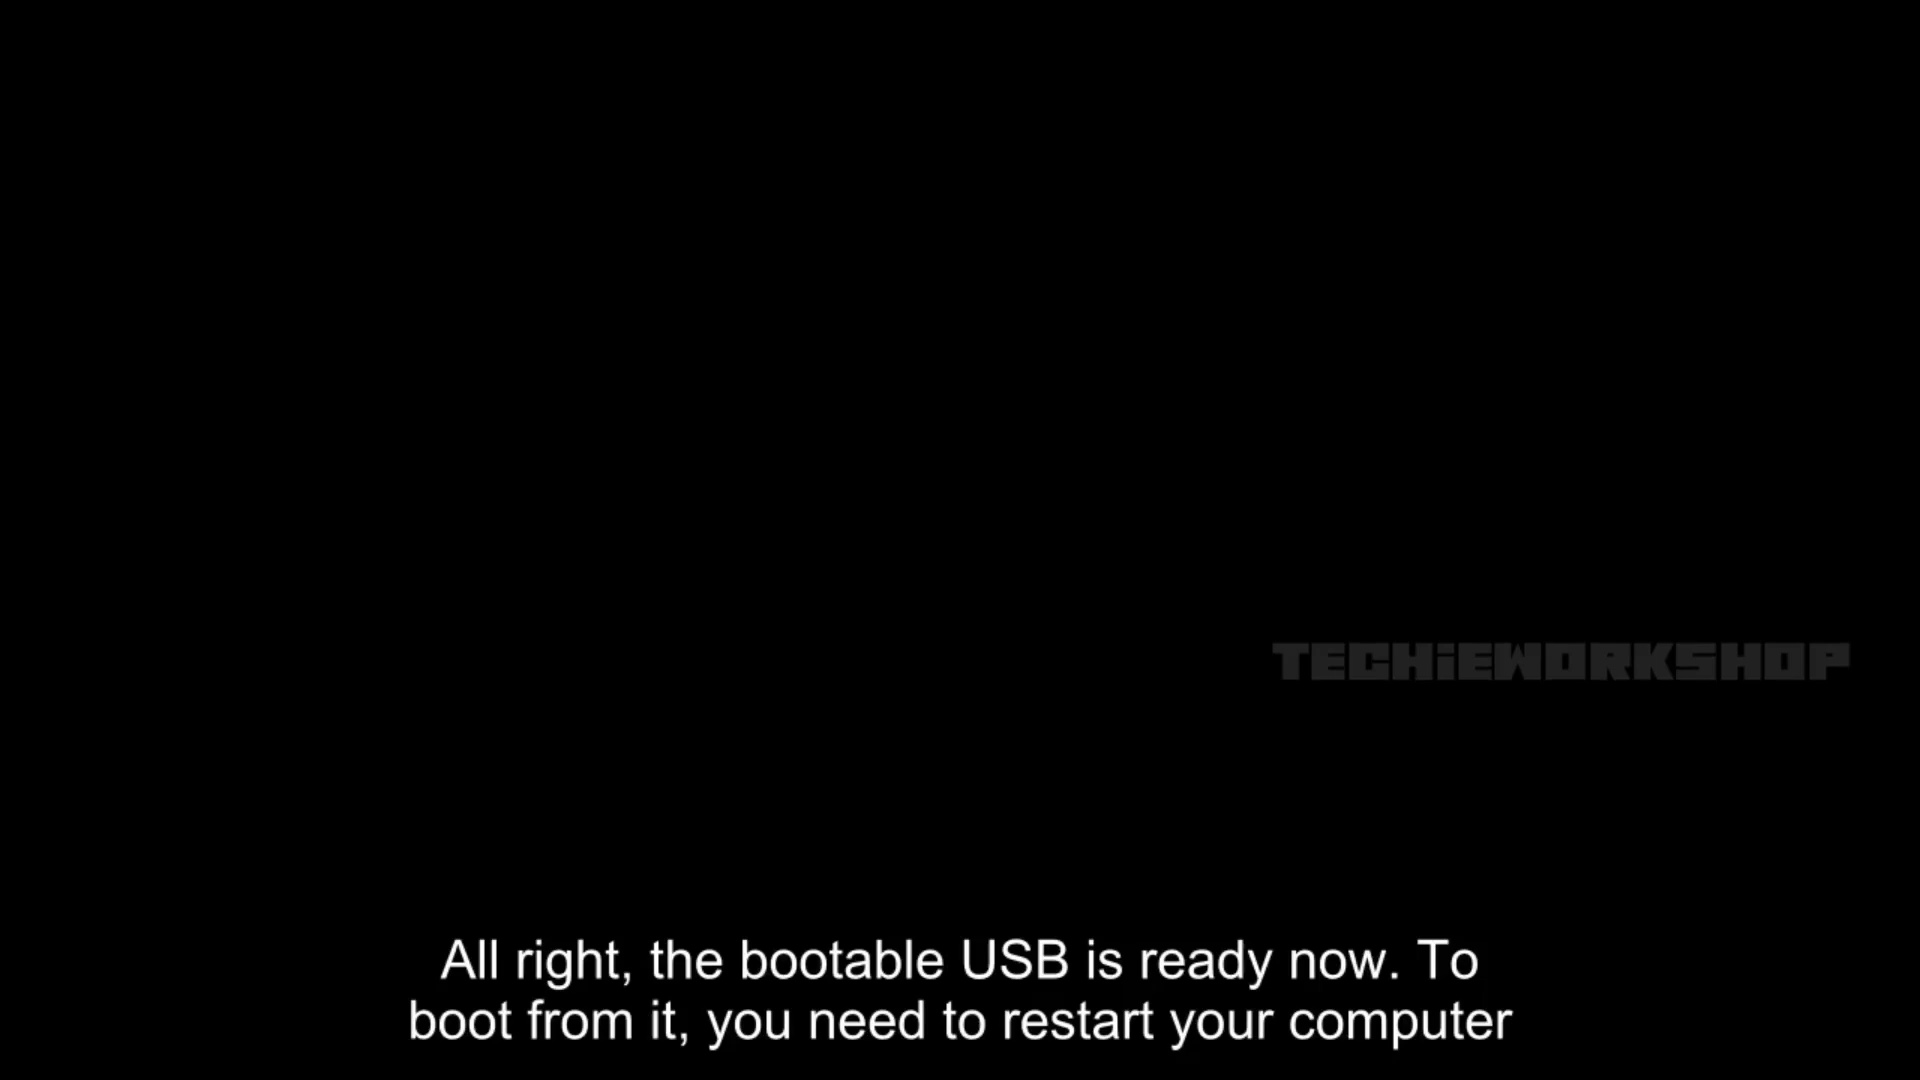 TECHiEWORKSHOP
All right, the bootable USB is ready now. To
boot from it, you need to restart your computer